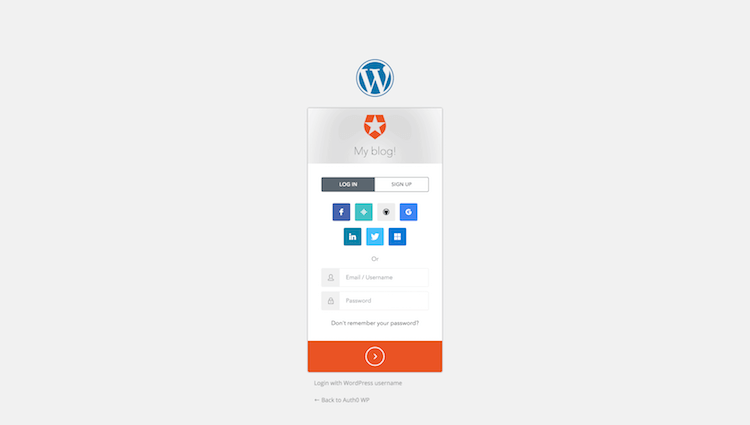 My blog!
LOG IN SIGN UP
Or
Email / Username
Password
Don't remember your password?
Login with WordPress username
← Back to Auth0 WP